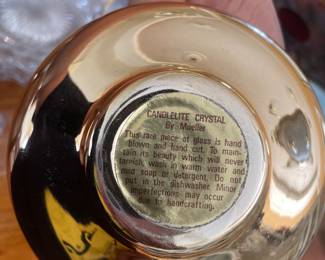 CANDLELITE CRYSTAL
By Mueller
This rare piece of glass is hand
blown and hand cut. To main-
tain its beauty which will never
tarnish, wash in warm water and
mild soap or detergent. Do not
put in the dishwasher. Minor
imperfections may occur
due to handcrafting.